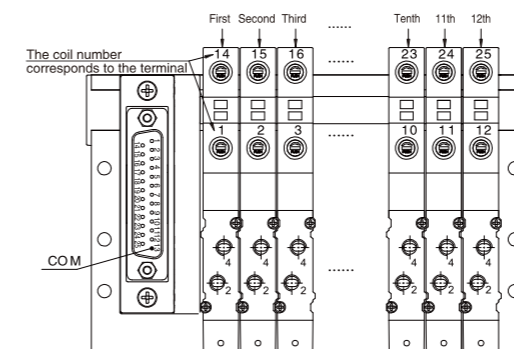 First Second Third ...... Tenth 11th 12th
The coil number
corresponds to the terminal
14 15 16 ...... 23 24 25
1 2 3 ...... 10 11 12
COM
4 4 4 4 4 4
......
2 2 2 2 2 2